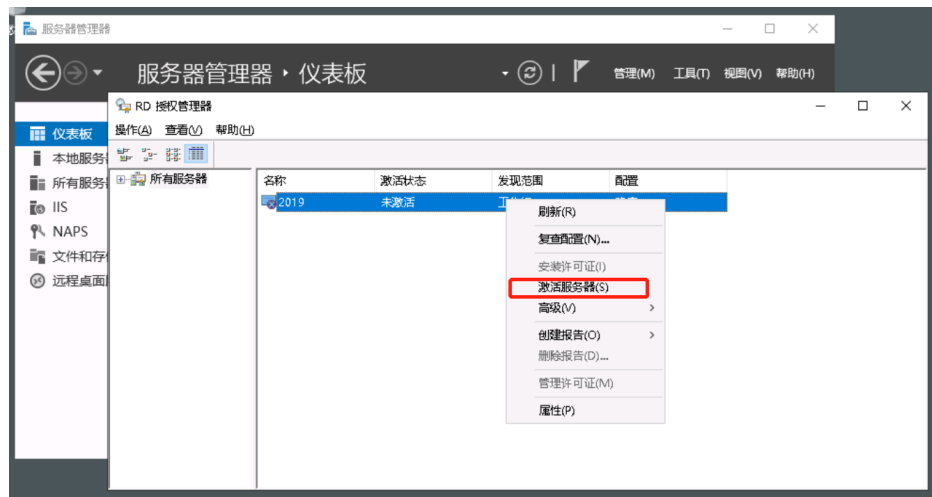 服务器管理器
服务器管理器 · 仪表板
管理(M) 工具(T) 视图(V) 帮助(H)
RD 授权管理器
操作(A) 查看(V) 帮助(H)
仪表板
本地服务
所有服务
IIS
NAPS
文件和存
远程桌面
所有服务器
名称 激活状态 发现范围 配置
2019 未激活
刷新(R)
复查配置(N)...
安装许可证(I)
激活服务器(S)
高级(V)
创建报告(O)
删除报告(D)...
管理许可证(M)
属性(P)